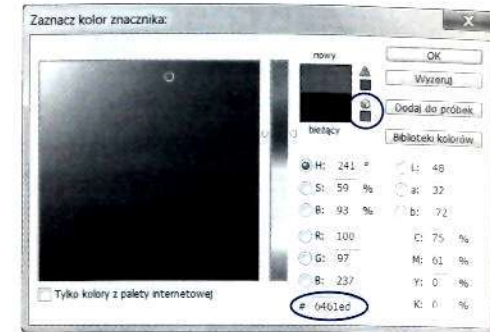 Zaznacz kolor znacznika:
nowy
bieżący
OK
Wyzeruj
Dodaj do próbek
Biblioteki kolorów
H: 241 °
S: 59 %
B: 93 %
R: 100
G: 97
B: 237
# 6461ed
L: 48
a: 32
b: -72
C: 75 %
M: 61 %
Y: 0 %
K: 0 %
Tylko kolory z palety internetowej